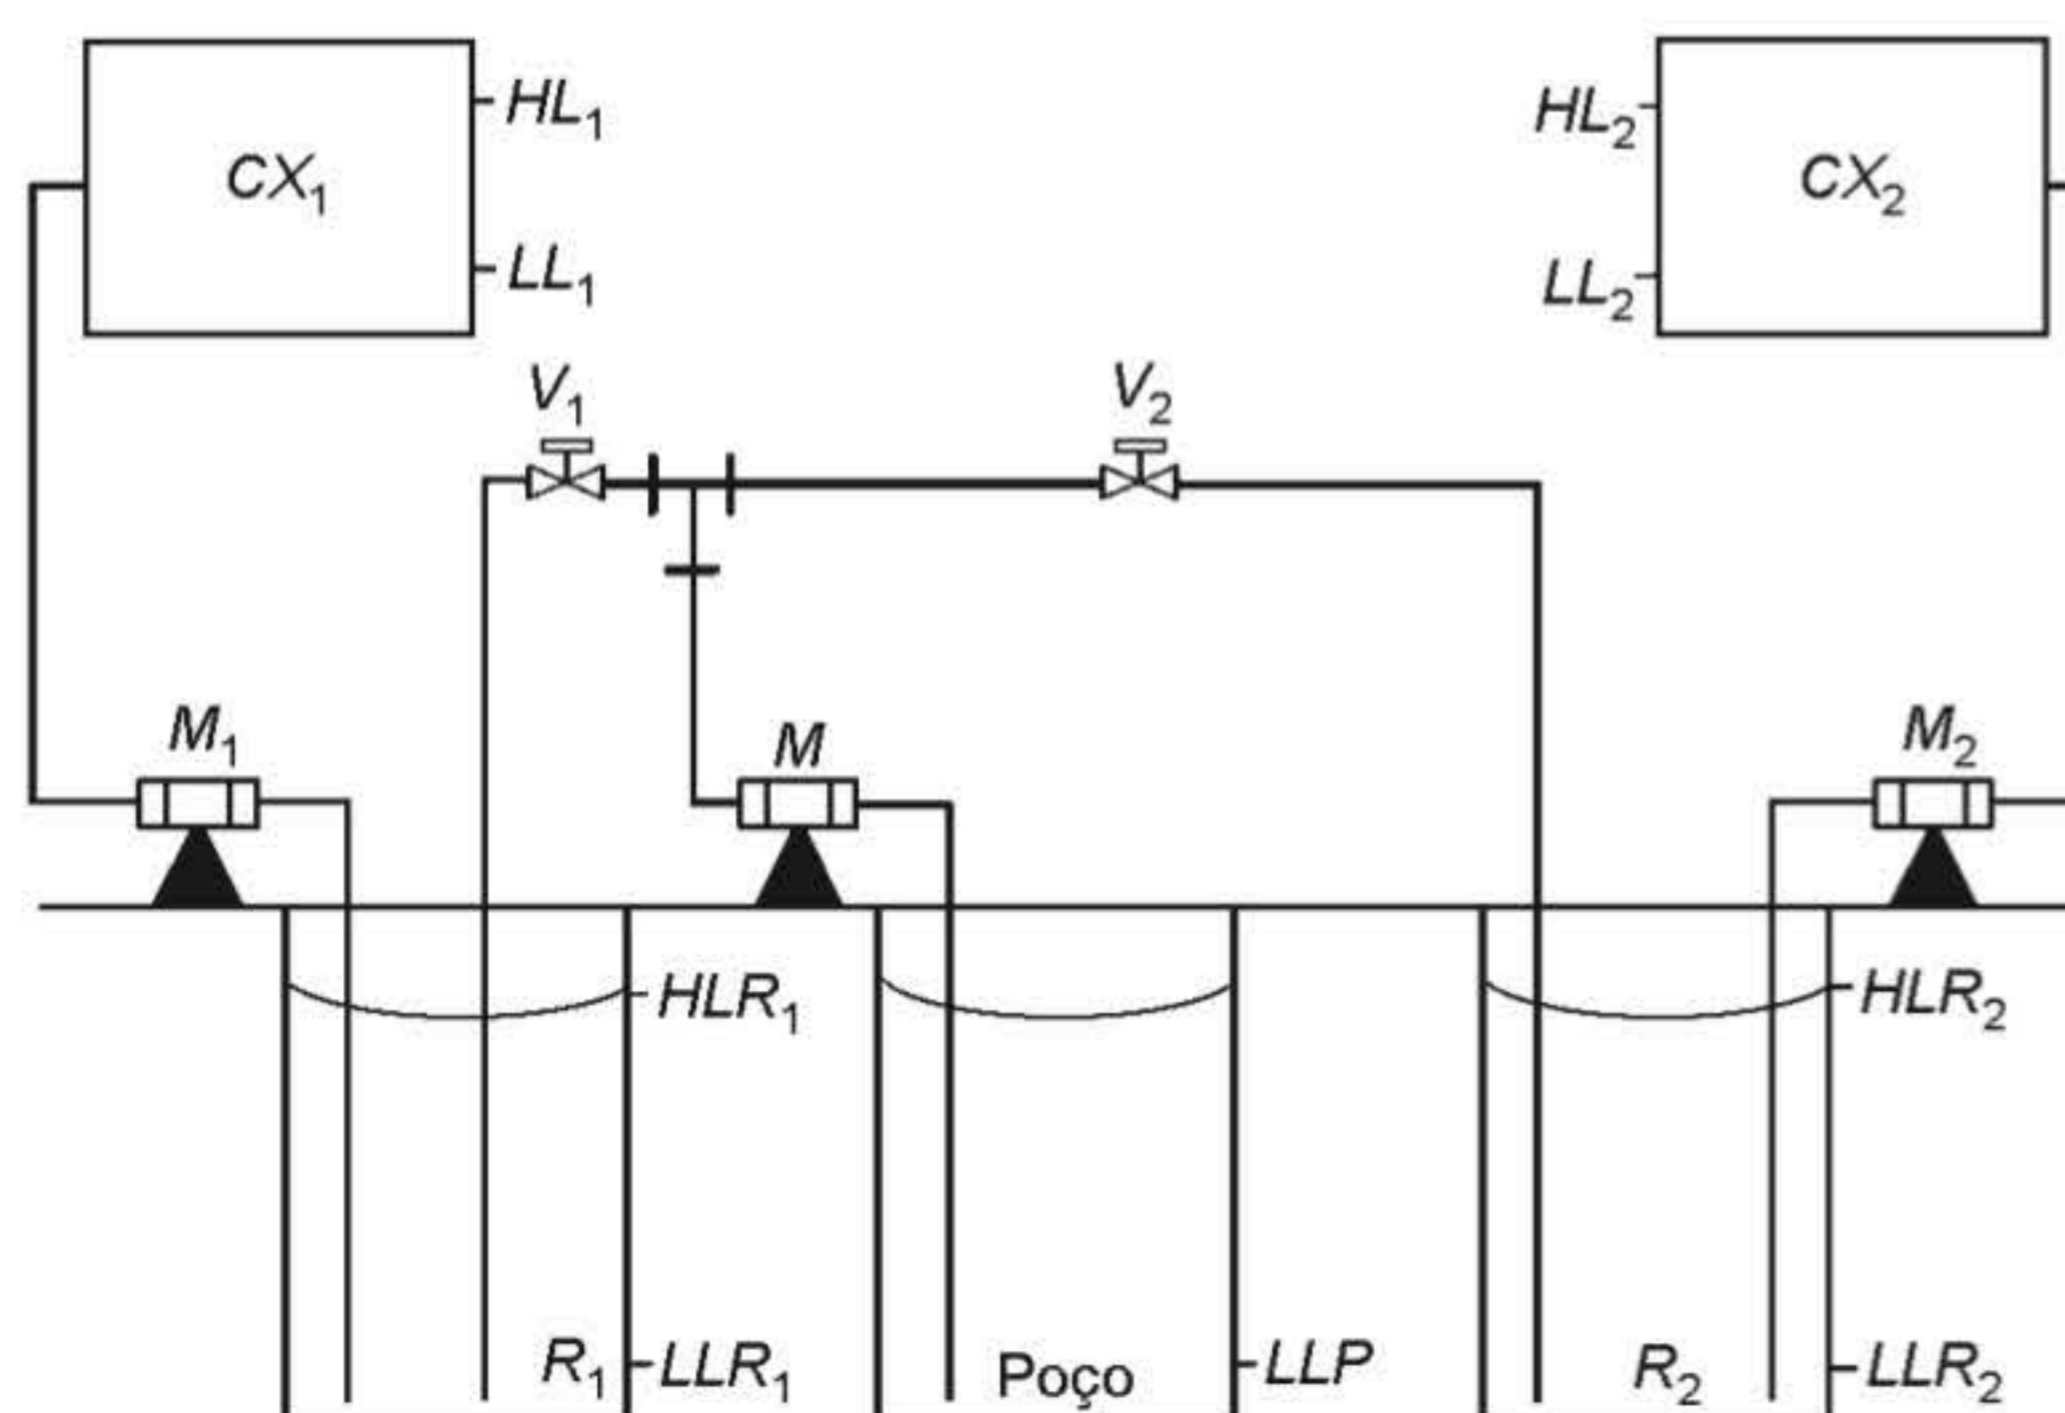 HL₁
CX₁
LL₁
HL₂
CX₂
LL₂
V₁
V₂
M₁
M
M₂
HLR₁
HLR₂
R₁
LLR₁
Poço
LLP
R₂
LLR₂